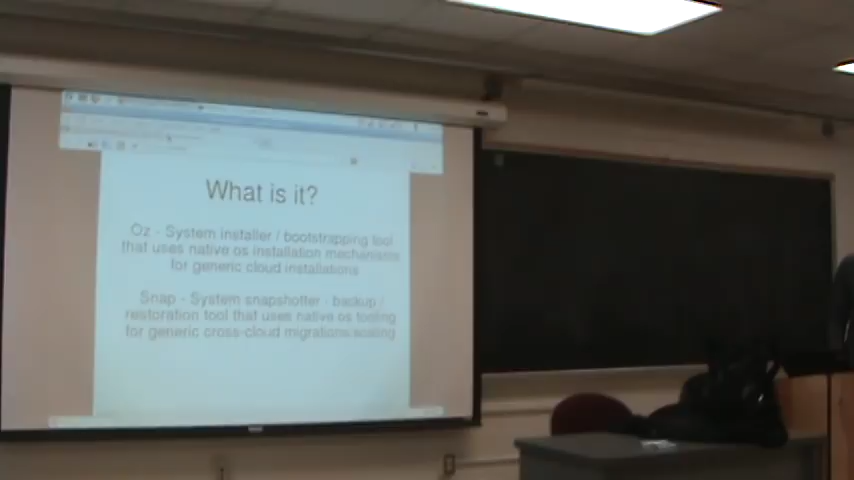 What is it?
Oz - System installer / bootstrapping tool
that uses native os installation mechanisms
for generic cloud installations
Snap - System snapshotter - backup /
restoration tool that uses native os tooling
for generic cross-cloud migrations/scaling